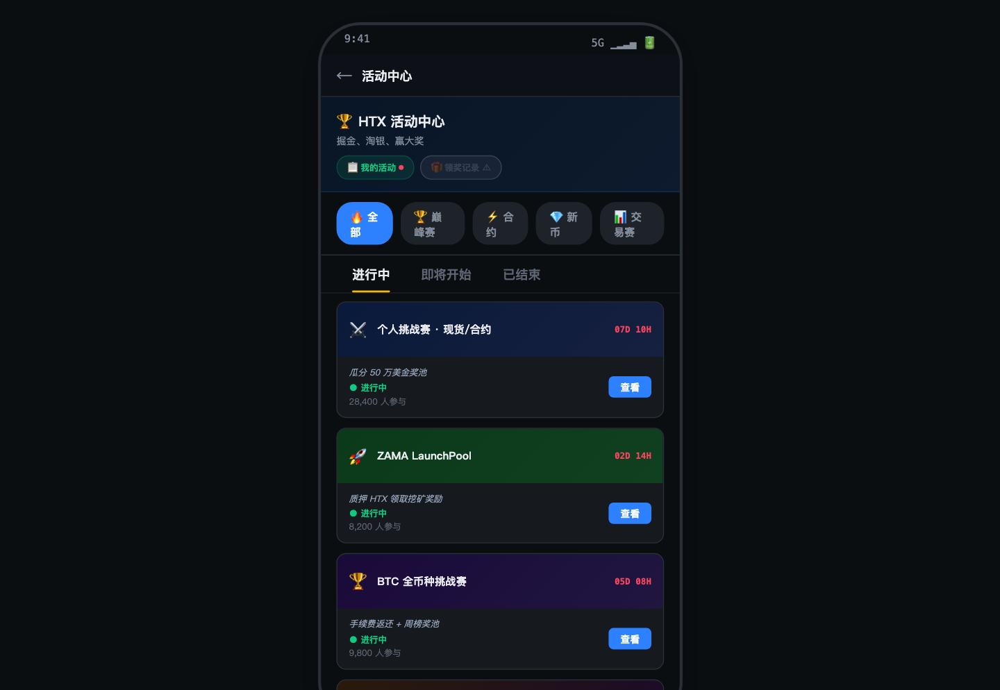 9:41
5G
← 活动中心
🏆 HTX 活动中心
掘金、淘银、赢大奖
📋 我的活动
🎁 领奖记录 ⚠
🔥 全
部
🏆 巅
峰赛
⚡ 合
约
💎 新
币
📊 交
易赛
进行中
即将开始
已结束
⚔ 个人挑战赛 · 现货/合约
07D 10H
瓜分 50 万美金奖池
● 进行中
28,400 人参与
查看
🚀 ZAMA LaunchPool
02D 14H
质押 HTX 领取挖矿奖励
● 进行中
8,200 人参与
查看
🏆 BTC 全币种挑战赛
05D 08H
手续费返还 + 周榜奖池
● 进行中
9,800 人参与
查看